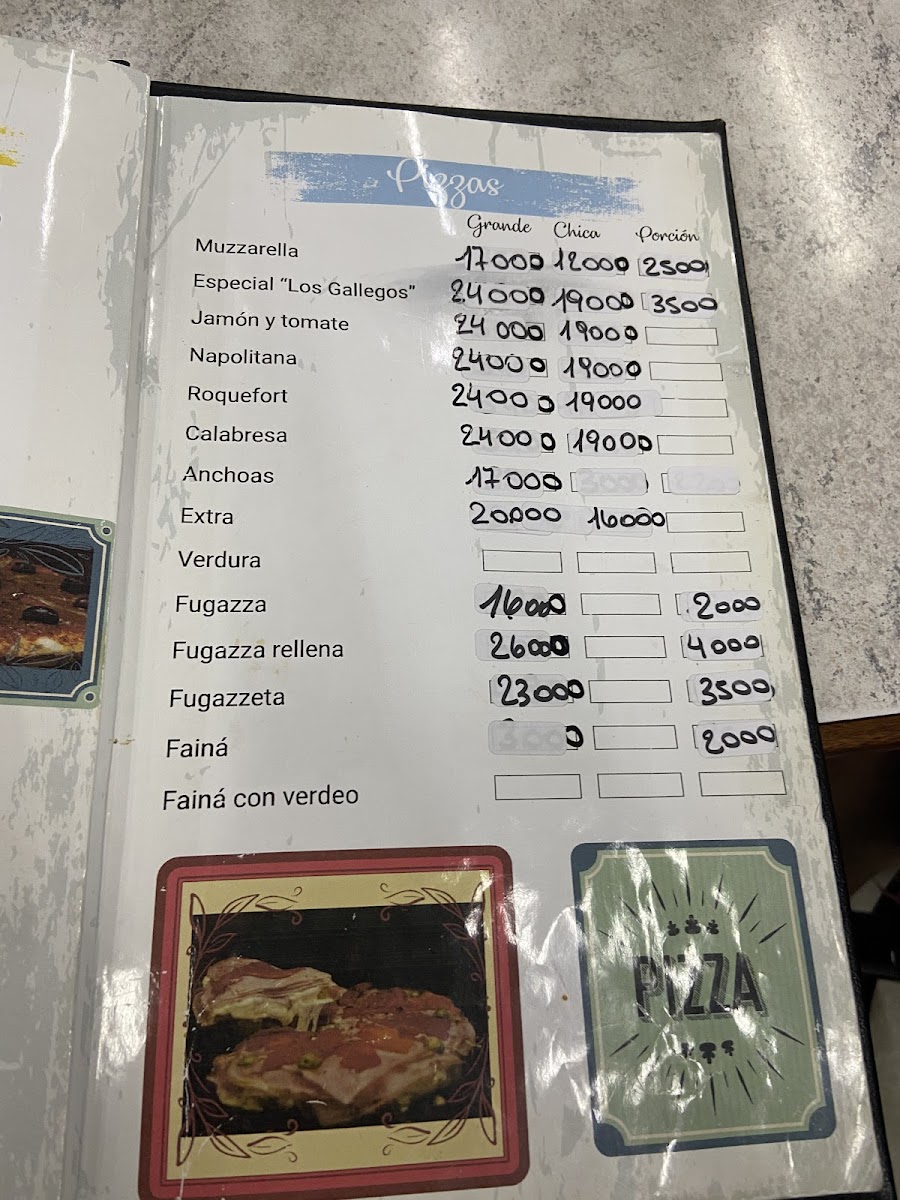 Pizzas
Grande Chica Porción
Muzzarella 17000 12000 2500
Especial “Los Gallegos” 24000 19000 3500
Jamón y tomate 24000 19000
Napolitana 24000 19000
Roquefort 24000 19000
Calabresa 24000 19000
Anchoas 17000
Extra 20000 16000
Verdura
Fugazza 16000 2000
Fugazza rellena 26000 4000
Fugazzeta 23000 3500
Fainá 2000
Fainá con verdeo
PIZZA